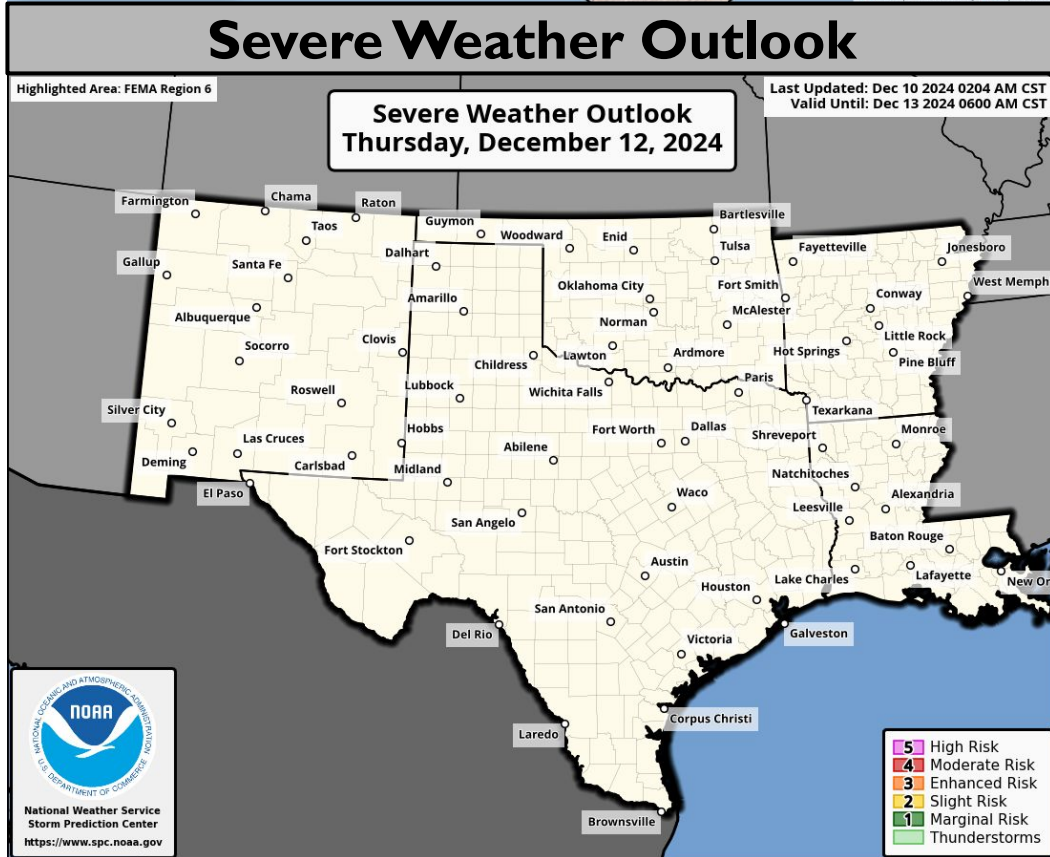 Severe Weather Outlook
Highlighted Area: FEMA Region 6
Last Updated: Dec 10 2024 0204 AM CST
Valid Until: Dec 13 2024 0600 AM CST
Severe Weather Outlook
Thursday, December 12, 2024
Farmington
Chama
Raton
Taos
Guymon
Woodward
Enid
Bartlesville
Tulsa
Fayetteville
Jonesboro
Gallup
Santa Fe
Dalhart
Oklahoma City
Fort Smith
Conway
West Memph
Albuquerque
Amarillo
Norman
McAlester
Little Rock
Socorro
Clovis
Childress
Lawton
Ardmore
Hot Springs
Pine Bluff
Roswell
Lubbock
Wichita Falls
Paris
Texarkana
Silver City
Las Cruces
Hobbs
Abilene
Fort Worth
Dallas
Shreveport
Monroe
Deming
Carlsbad
Midland
Natchitoches
El Paso
Waco
Leesville
Alexandria
San Angelo
Fort Stockton
Baton Rouge
Austin
Houston
Lake Charles
Lafayette
New Or
San Antonio
Del Rio
Victoria
Galveston
Laredo
Corpus Christi
Brownsville
NATIONAL OCEANIC AND ATMOSPHERIC ADMINISTRATION
NOAA
U.S. DEPARTMENT OF COMMERCE
National Weather Service
Storm Prediction Center
https://www.spc.noaa.gov
5 High Risk
4 Moderate Risk
3 Enhanced Risk
2 Slight Risk
1 Marginal Risk
Thunderstorms